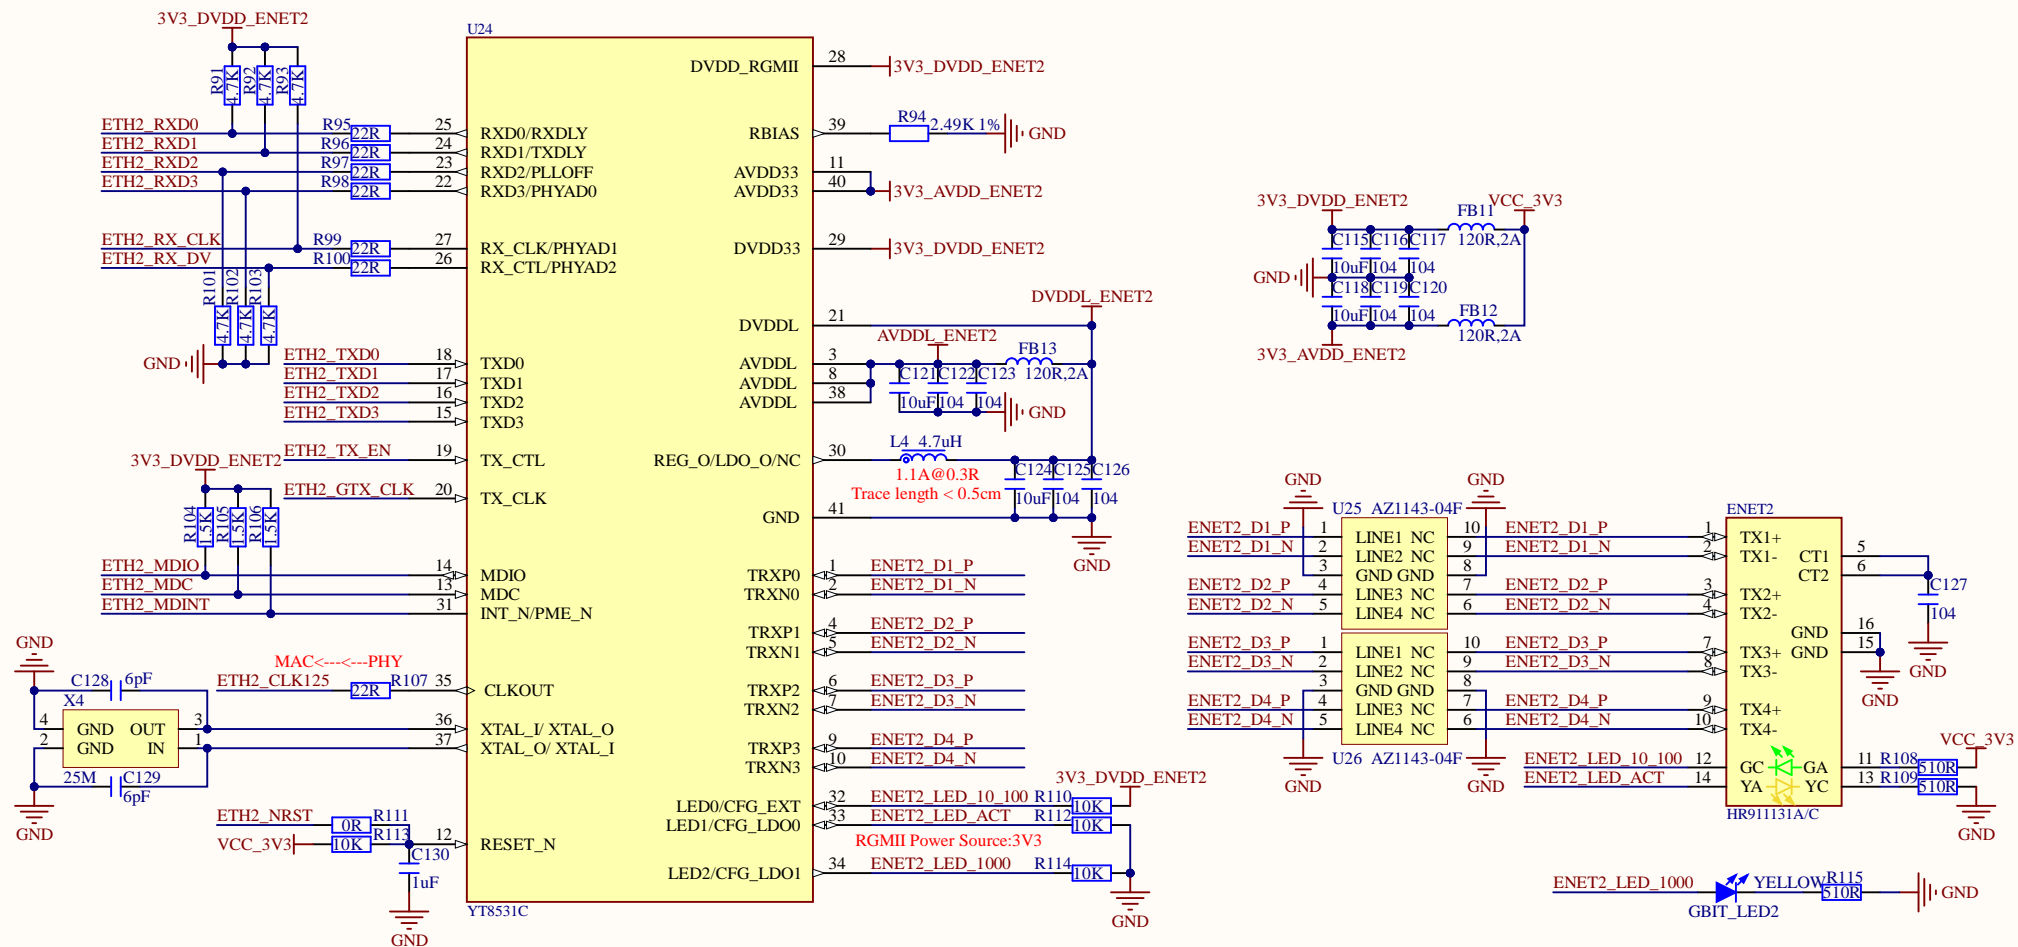 3V3_DVDD_ENET2
R91 4.7K
R92 4.7K
R93 4.7K
ETH2_RXD0 R95 22R 25
ETH2_RXD1 R96 22R 24
ETH2_RXD2 R97 22R 23
ETH2_RXD3 R98 22R 22
ETH2_RX_CLK R99 22R 27
ETH2_RX_DV R100 22R 26
R101 4.7K
R102 4.7K
R103 4.7K
GND
ETH2_TXD0 18
ETH2_TXD1 17
ETH2_TXD2 16
ETH2_TXD3 15
ETH2_TX_EN 19
3V3_DVDD_ENET2
ETH2_GTX_CLK 20
R104 1.5K
R105 1.5K
R106 1.5K
ETH2_MDIO 14
ETH2_MDC 13
ETH2_MDINT 31
GND
MAC<---<---PHY
ETH2_CLK125 22R R107 35
C128 6pF
X4
4 GND OUT 3 36
2 GND IN 1 37
25M C129
6pF
GND
ETH2_NRST 0R R111
VCC_3V3 10K R113 12
C130
1uF
GND
U24
RXD0/RXDLY
RXD1/TXDLY
RXD2/PLLOFF
RXD3/PHYAD0
RX_CLK/PHYAD1
RX_CTL/PHYAD2
TXD0
TXD1
TXD2
TXD3
TX_CTL
TX_CLK
MDIO
MDC
INT_N/PME_N
CLKOUT
XTAL_I/ XTAL_O
XTAL_O/ XTAL_I
RESET_N
YT8531C
DVDD_RGMII 28 3V3_DVDD_ENET2
RBIAS 39 R94 2.49K 1% GND
AVDD33 11
AVDD33 40 3V3_AVDD_ENET2
DVDD33 29 3V3_DVDD_ENET2
DVDDL_ENET2
DVDDL 21
AVDDL_ENET2
AVDDL 3 FB13
AVDDL 8 C121 C122 C123 120R,2A
AVDDL 38 10uF 104 104
GND
L4 4.7uH
REG_O/LDO_O/NC 30
1.1A@0.3R
Trace length < 0.5cm
C124 C125 C126
10uF 104 104
GND 41
GND
TRXP0 1 ENET2_D1_P
TRXN0 2 ENET2_D1_N
TRXP1 4 ENET2_D2_P
TRXN1 5 ENET2_D2_N
TRXP2 6 ENET2_D3_P
TRXN2 7 ENET2_D3_N
TRXP3 9 ENET2_D4_P
TRXN3 10 ENET2_D4_N
3V3_DVDD_ENET2
LED0/CFG_EXT 32 ENET2_LED_10_100 R110 10K
LED1/CFG_LDO0 33 ENET2_LED_ACT R112 10K
RGMII Power Source:3V3
LED2/CFG_LDO1 34 ENET2_LED_1000 R114 10K
GND
3V3_DVDD_ENET2 VCC_3V3
FB11
C115 C116 C117 120R,2A
10uF 104 104
GND
C118 C119 C120
10uF 104 104
FB12
120R,2A
3V3_AVDD_ENET2
GND GND
U25 AZ1143-04F
ENET2_D1_P 1 LINE1 NC 10 ENET2_D1_P
ENET2_D1_N 2 LINE2 NC 9 ENET2_D1_N
3 GND GND 8
ENET2_D2_P 4 LINE3 NC 7 ENET2_D2_P
ENET2_D2_N 5 LINE4 NC 6 ENET2_D2_N
ENET2_D3_P 1 LINE1 NC 10 ENET2_D3_P
ENET2_D3_N 2 LINE2 NC 9 ENET2_D3_N
3 GND GND 8
ENET2_D4_P 4 LINE3 NC 7 ENET2_D4_P
ENET2_D4_N 5 LINE4 NC 6 ENET2_D4_N
U26 AZ1143-04F
GND GND
ENET2
1 TX1+
2 TX1-
3 TX2+
4 TX2-
7 TX3+
8 TX3-
9 TX4+
10 TX4-
CT1 5
CT2 6
C127
104
GND
GND 16
GND 15
GND
VCC_3V3
ENET2_LED_10_100 12 GC GA 11 R108 510R
ENET2_LED_ACT 14 YA YC 13 R109 510R
HR911131A/C
GND
ENET2_LED_1000 YELLOW R115 510R GND
GBIT_LED2